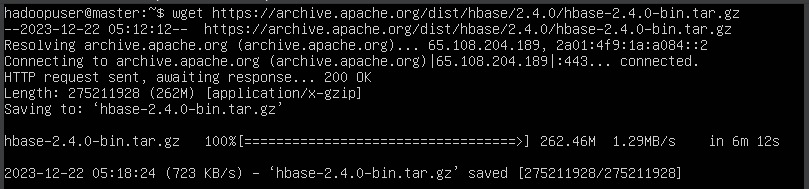 hadoopuser@master:~$ wget https://archive.apache.org/dist/hbase/2.4.0/hbase-2.4.0-bin.tar.gz
--2023-12-22 05:12:12--  https://archive.apache.org/dist/hbase/2.4.0/hbase-2.4.0-bin.tar.gz
Resolving archive.apache.org (archive.apache.org)... 65.108.204.189, 2a01:4f9:1a:a084::2
Connecting to archive.apache.org (archive.apache.org)|65.108.204.189|:443... connected.
HTTP request sent, awaiting response... 200 OK
Length: 275211928 (262M) [application/x-gzip]
Saving to: ‘hbase-2.4.0-bin.tar.gz’
hbase-2.4.0-bin.tar.gz   100%[==================================>] 262.46M  1.29MB/s    in 6m 12s
2023-12-22 05:18:24 (723 KB/s) – ‘hbase-2.4.0-bin.tar.gz’ saved [275211928/275211928]